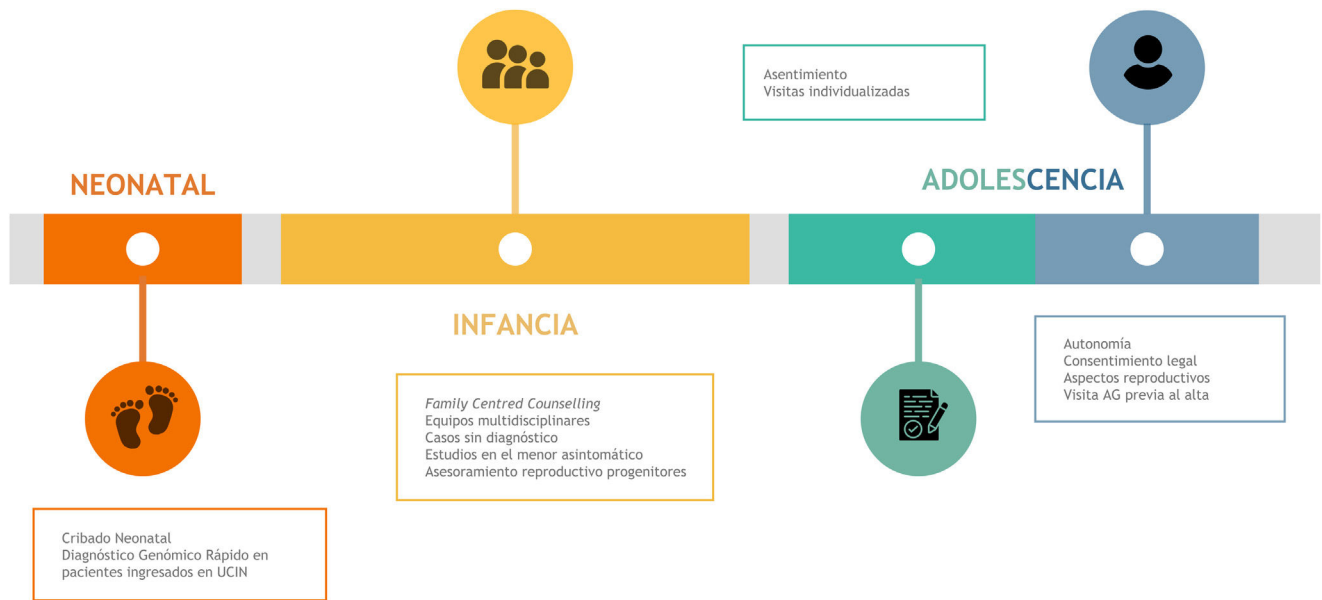 NEONATAL
Cribado Neonatal
Diagnóstico Genómico Rápido en
pacientes ingresados en UCIN
INFANCIA
Family Centred Counselling
Equipos multidisciplinares
Casos sin diagnóstico
Estudios en el menor asintomático
Asesoramiento reproductivo progenitores
ADOLESCENCIA
Asentimiento
Visitas individualizadas
Autonomía
Consentimiento legal
Aspectos reproductivos
Visita AG previa al alta